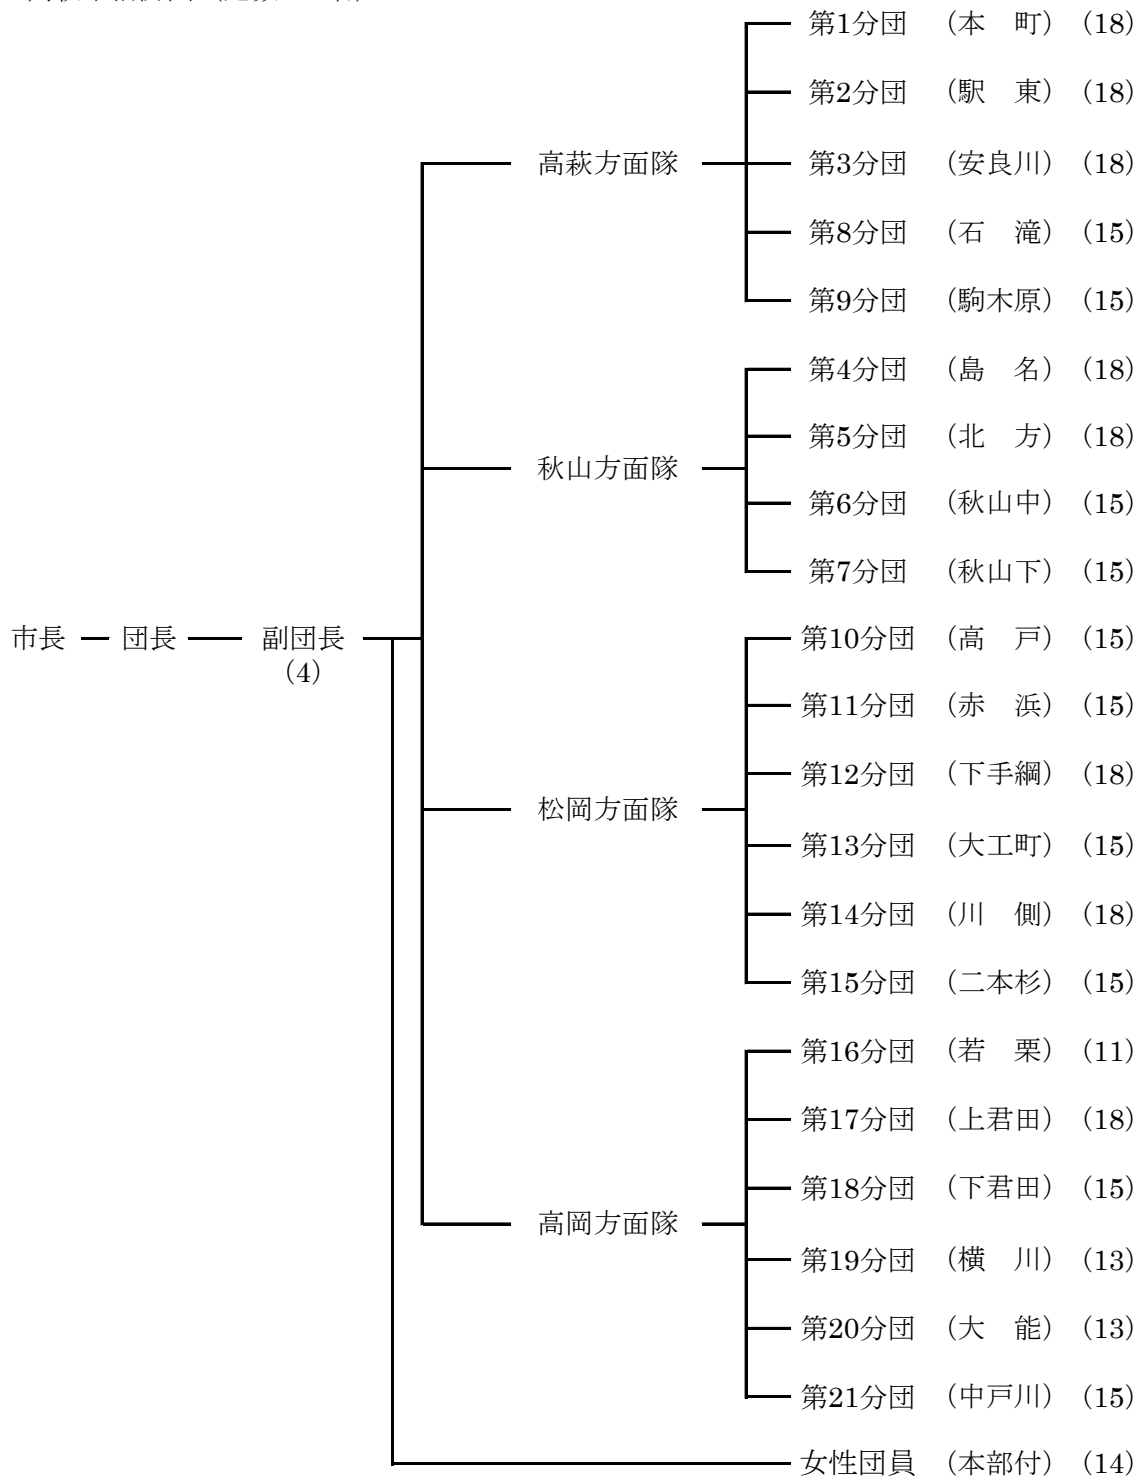 第1分団 (本 町) (18)
第2分団 (駅 東) (18)
高萩方面隊 第3分団 (安良川) (18)
第8分団 (石 滝) (15)
第9分団 (駒木原) (15)
第4分団 (島 名) (18)
第5分団 (北 方) (18)
秋山方面隊
第6分団 (秋山中) (15)
第7分団 (秋山下) (15)
市長 団長 副団長 第10分団 (高 戸) (15)
(4)
第11分団 (赤 浜) (15)
第12分団 (下手綱) (18)
松岡方面隊
第13分団 (大工町) (15)
第14分団 (川 側) (18)
第15分団 (二本杉) (15)
第16分団 (若 栗) (11)
第17分団 (上君田) (18)
第18分団 (下君田) (15)
高岡方面隊
第19分団 (横 川) (13)
第20分団 (大 能) (13)
第21分団 (中戸川) (15)
女性団員 (本部付) (14)